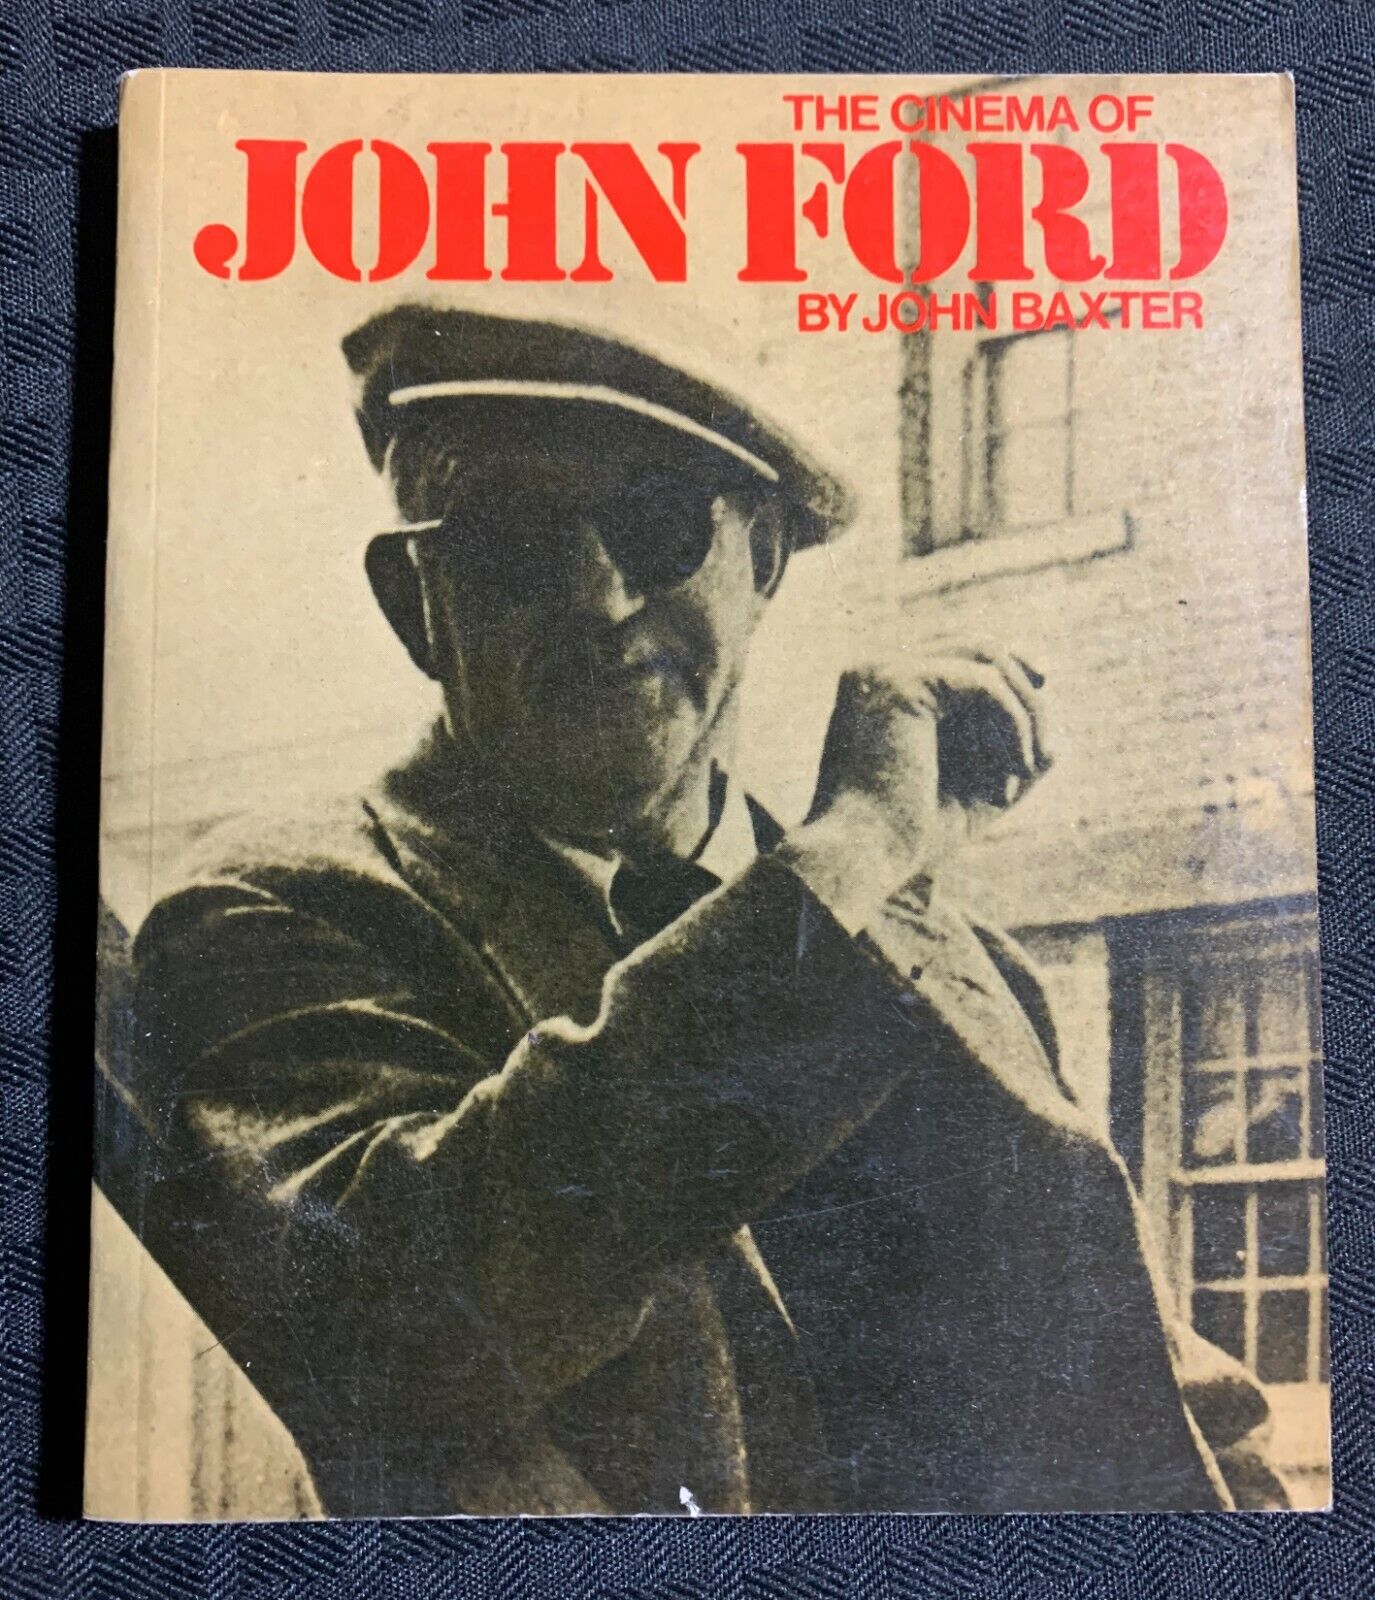 THE CINEMA OF
JOHN FORD
BY JOHN BAXTER